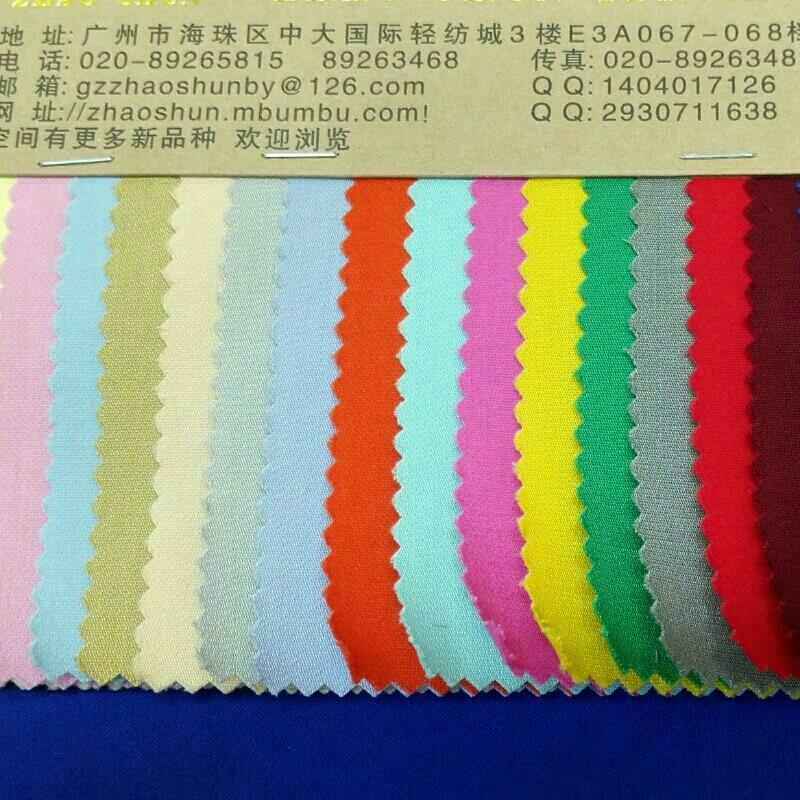 地 址:广州市海珠区中大国际轻纺城3楼E3A067-068档
电 话:020-89265815 89263468 传真:020-8926348
邮 箱:gzzhaoshunby@126.com QQ:1404017126
网 址://zhaoshun.mbumbu.com! QQ:2930711638
空间有更多新品种 欢迎浏览